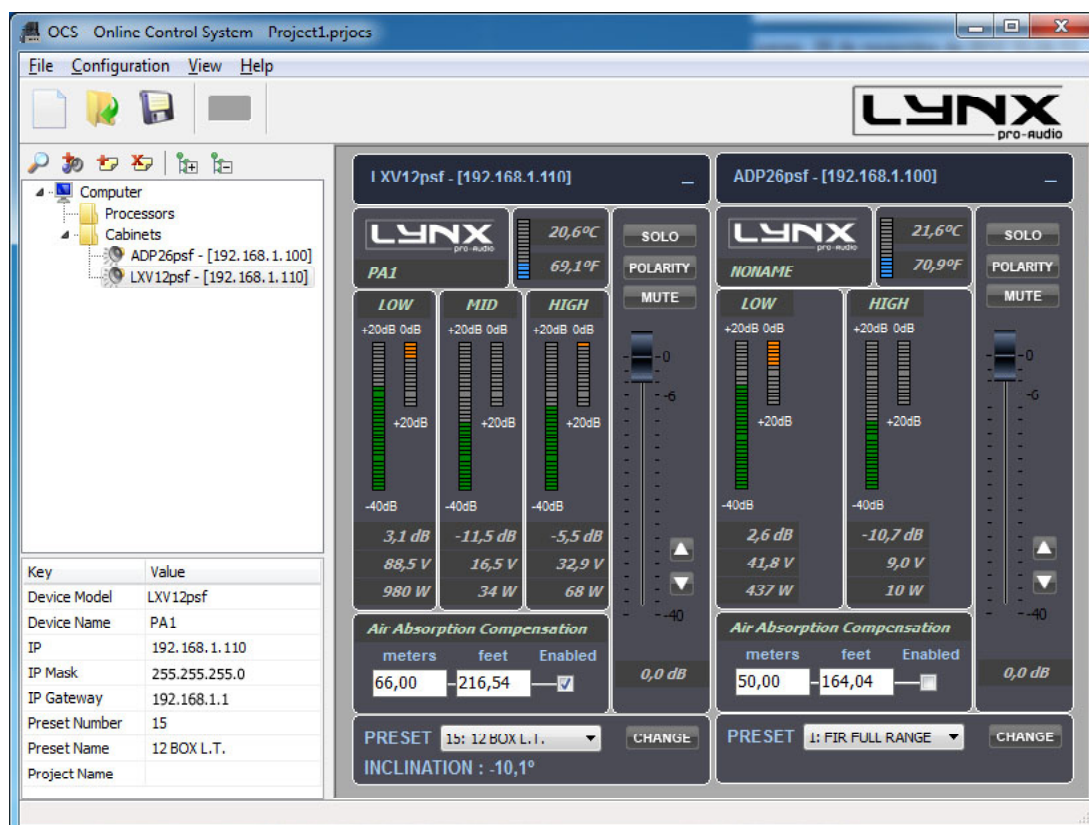 OCS Online Control System Project1.prjocs
File Configuration View Help
LYNX
pro-audio
Computer
Processors
Cabinets
ADP26psf - [192.168.1.100]
LXV12psf - [192.168.1.110]
Key Value
Device Model LXV12psf
Device Name PA1
IP 192.168.1.110
IP Mask 255.255.255.0
IP Gateway 192.168.1.1
Preset Number 15
Preset Name 12 BOX L.T.
Project Name
LXV12psf - [192.168.1.110]
LYNX
pro-audio
20,6ºC
69,1ºF
PA1
SOLO
POLARITY
MUTE
LOW MID HIGH
+20dB 0dB +20dB 0dB +20dB 0dB
-0
-6
+20dB +20dB +20dB
-40dB -40dB -40dB
3,1 dB -11,5 dB -5,5 dB
88,5 V 16,5 V 32,9 V
980 W 34 W 68 W
-40
Air Absorption Compensation
meters feet Enabled
66,00 - 216,54
0,0 dB
PRESET 15: 12 BOX L.T. CHANGE
INCLINATION : -10,1º
ADP26psf - [192.168.1.100]
LYNX
pro-audio
21,6ºC
70,9ºF
NONAME
SOLO
POLARITY
MUTE
LOW HIGH
+20dB 0dB +20dB 0dB
-0
-6
+20dB +20dB
-40dB -40dB
2,6 dB -10,7 dB
41,8 V 9,0 V
437 W 10 W
-40
Air Absorption Compensation
meters feet Enabled
50,00 - 164,04
0,0 dB
PRESET 1: FIR FULL RANGE CHANGE